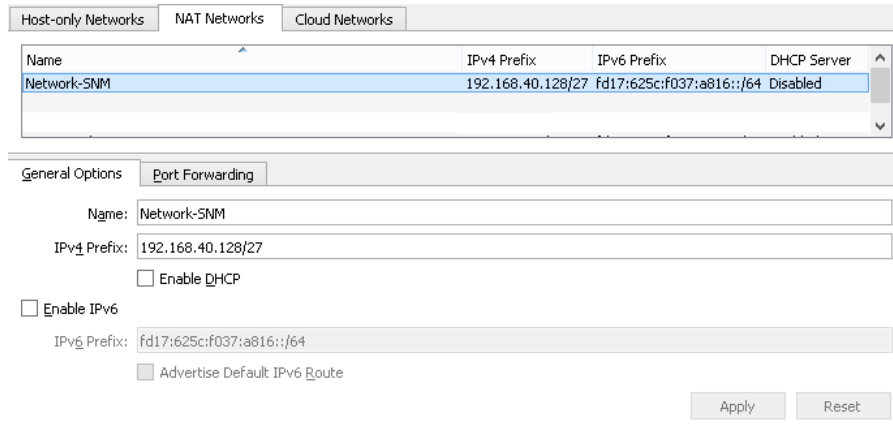 Host-only Networks NAT Networks Cloud Networks
Name IPv4 Prefix IPv6 Prefix DHCP Server
Network-SNM 192.168.40.128/27 fd17:625c:f037:a816::/64 Disabled
General Options Port Forwarding
Name: Network-SNM
IPv4 Prefix: 192.168.40.128/27
Enable DHCP
Enable IPv6
IPv6 Prefix: fd17:625c:f037:a816::/64
Advertise Default IPv6 Route
Apply Reset